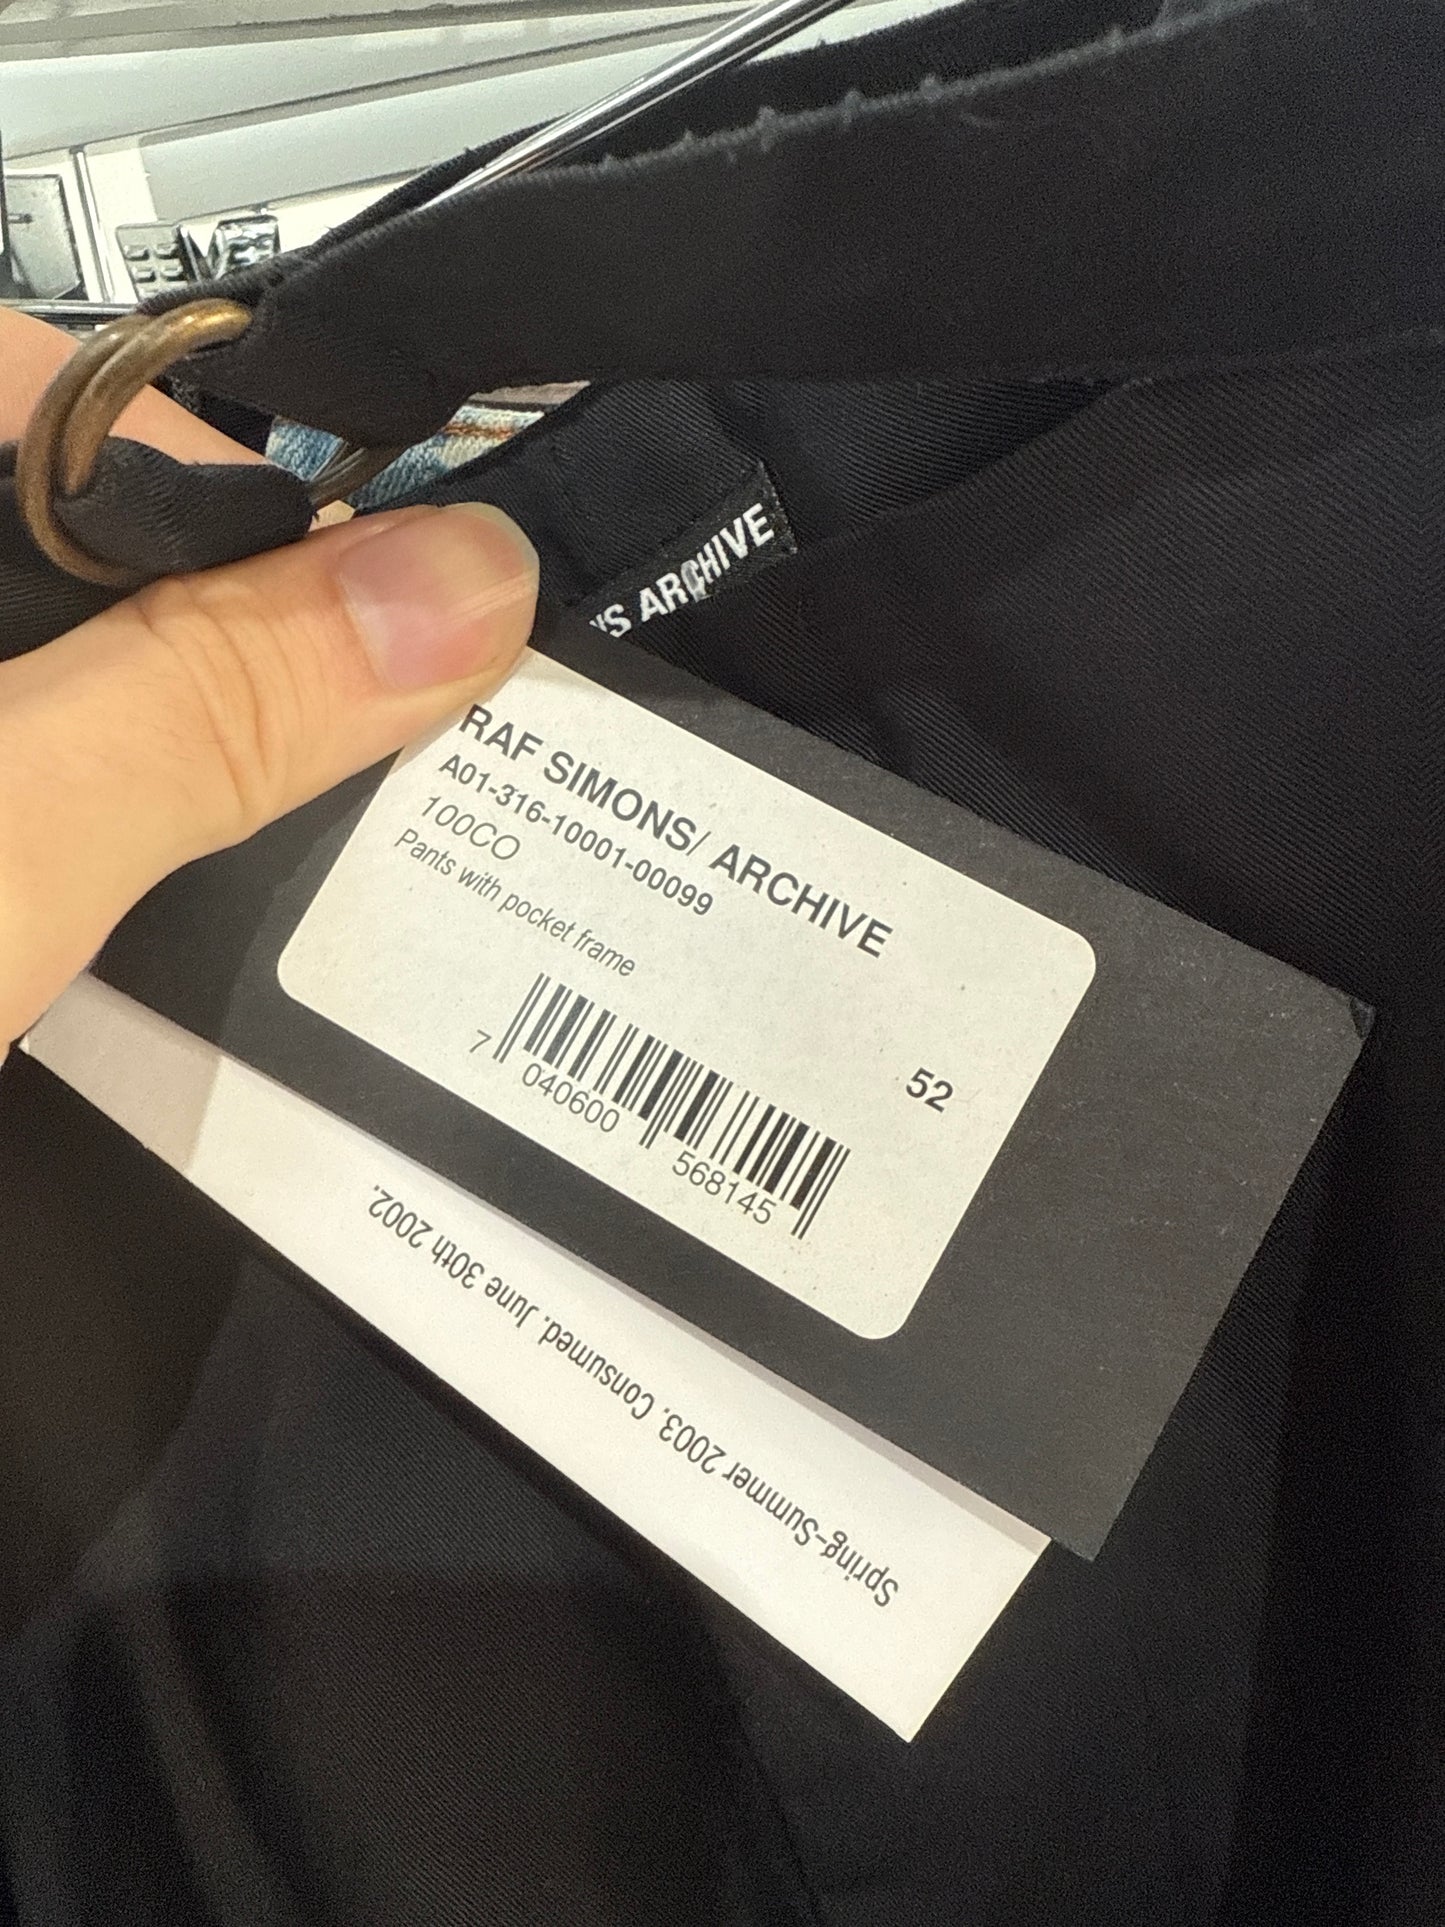 S ARCHIVE
RAF SIMONS/ ARCHIVE
A01-316-10001-00099
100CO
Pants with pocket frame
52
7 040600 568145
Spring-Summer 2003. Consumed. June 30th 2002.